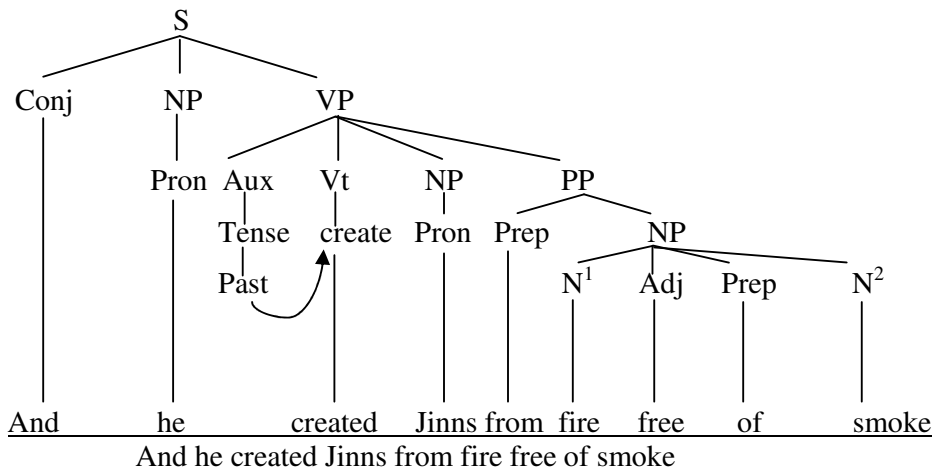 S
Conj NP VP
Pron Aux Vt NP PP
Tense create Pron Prep NP
Past N¹ Adj Prep N²
And he created Jinns from fire free of smoke
And he created Jinns from fire free of smoke